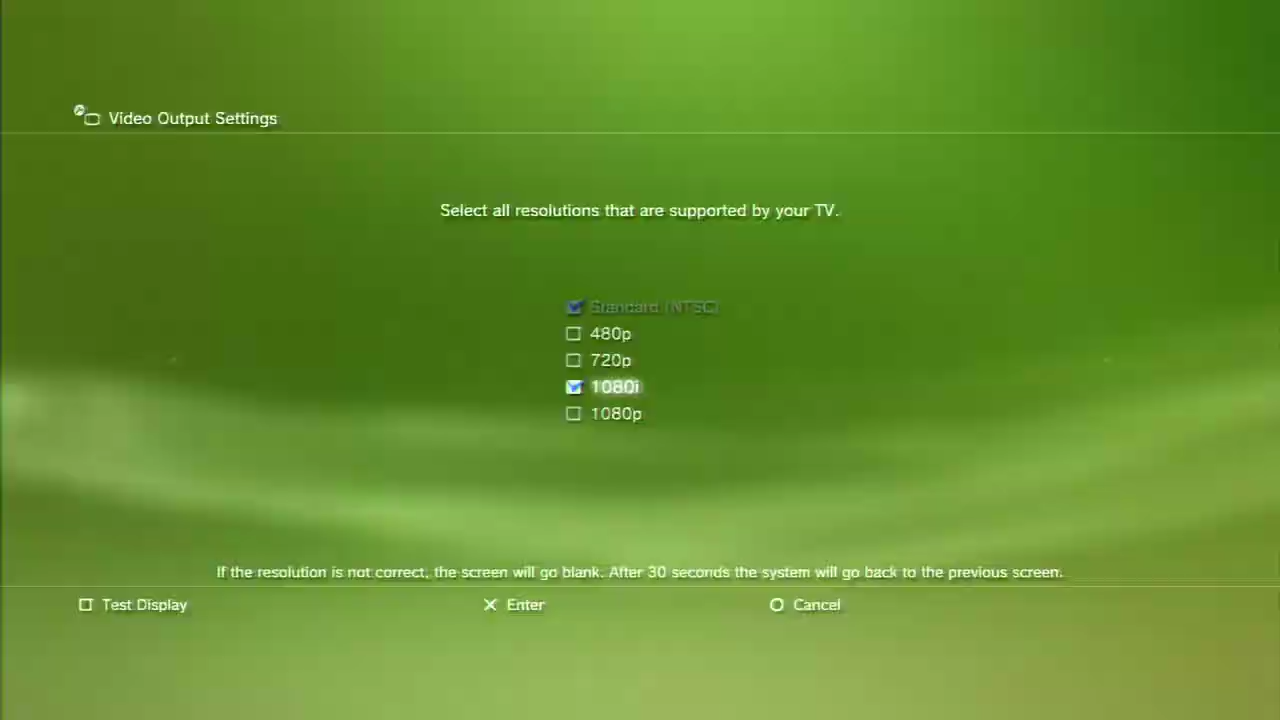 Video Output Settings
Select all resolutions that are supported by your TV.
Standard (NTSC)
480p
720p
1080i
1080p
If the resolution is not correct, the screen will go blank. After 30 seconds the system will go back to the previous screen.
Test Display
Enter
Cancel